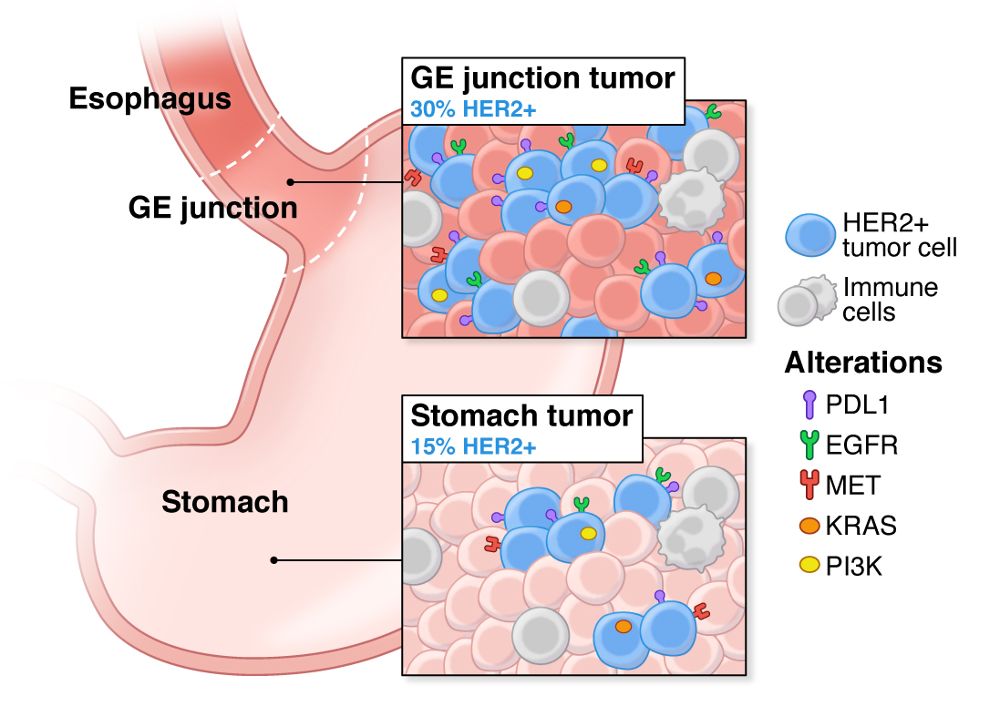 Esophagus
GE junction
Stomach
GE junction tumor
30% HER2+
Stomach tumor
15% HER2+
HER2+
tumor cell
Immune
cells
Alterations
PDL1
EGFR
MET
KRAS
PI3K